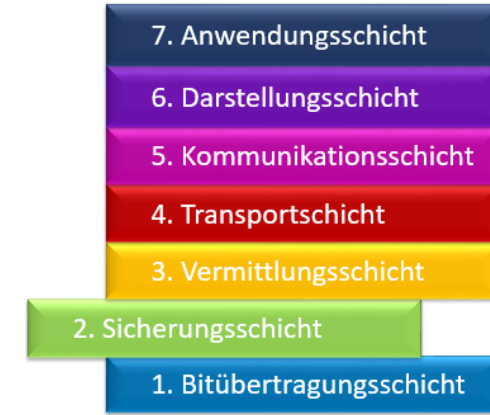 7. Anwendungsschicht
6. Darstellungsschicht
5. Kommunikationsschicht
4. Transportschicht
3. Vermittlungsschicht
2. Sicherungsschicht
1. Bitübertragungsschicht